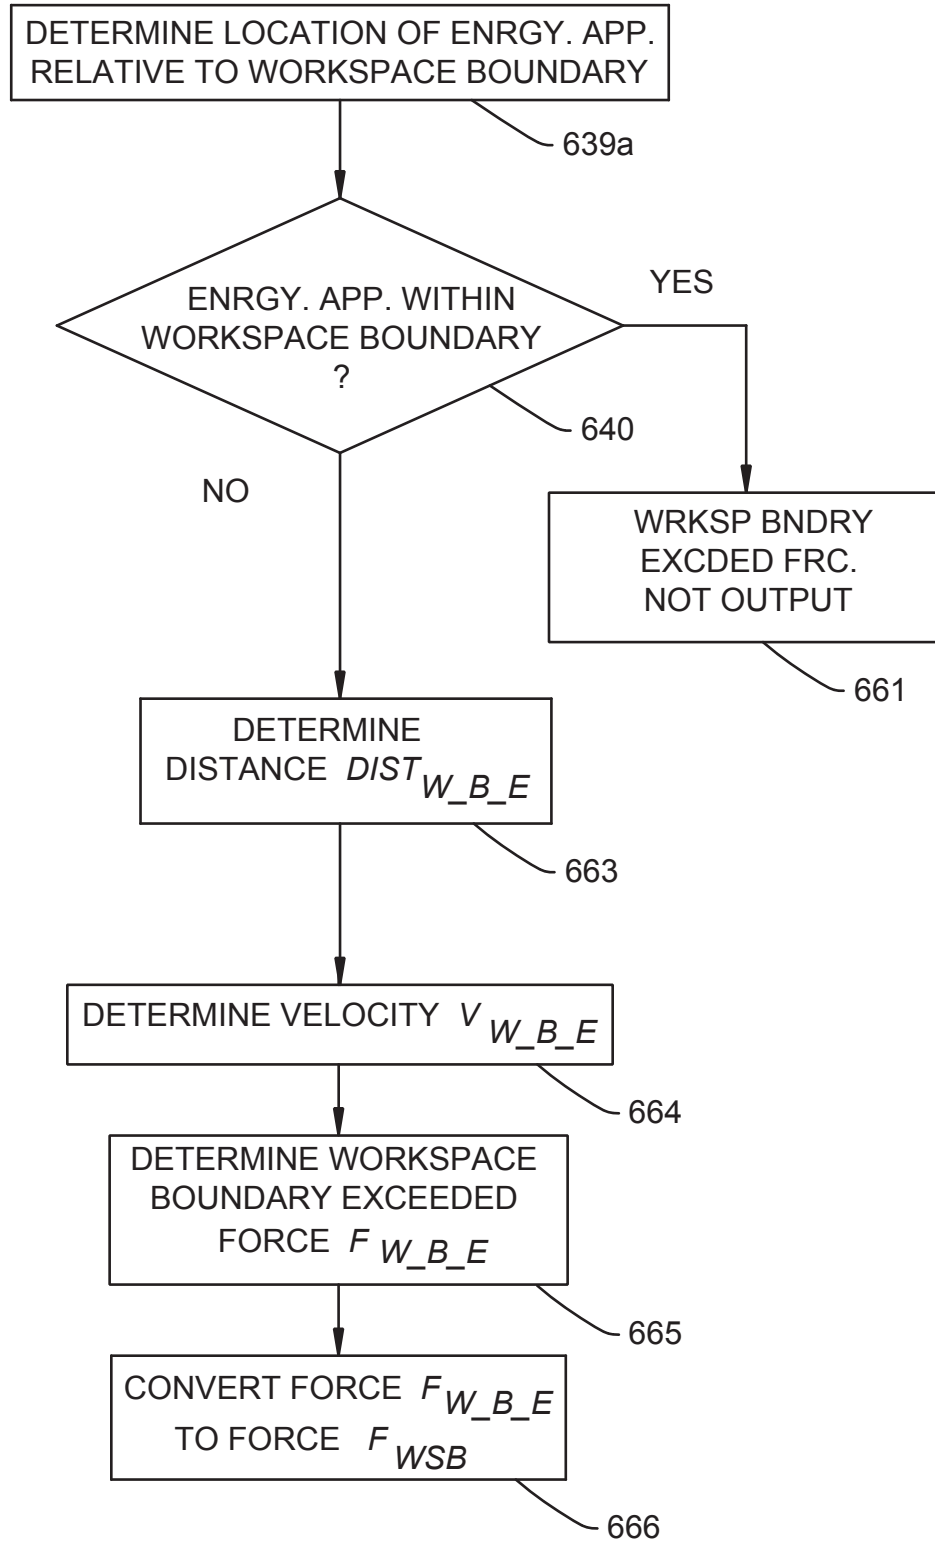 DETERMINE LOCATION OF ENRGY. APP.
RELATIVE TO WORKSPACE BOUNDARY
639a
ENRGY. APP. WITHIN
WORKSPACE BOUNDARY
?
640
YES
NO
WRKSP BNDRY
EXCDED FRC.
NOT OUTPUT
661
DETERMINE
DISTANCE DIST W_B_E
663
DETERMINE VELOCITY V W_B_E
664
DETERMINE WORKSPACE
BOUNDARY EXCEEDED
FORCE F W_B_E
665
CONVERT FORCE F W_B_E
TO FORCE F WSB
666